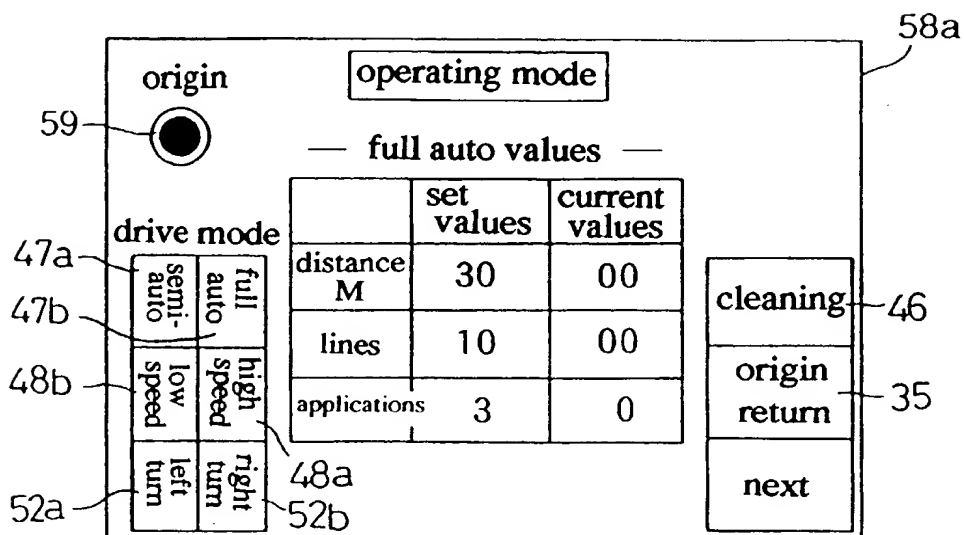 58a
origin
operating mode
59
— full auto values —
set values
current values
drive mode
47a
semi-auto
full auto
distance M
30
00
47b
cleaning
46
lines
10
00
48b
low speed
high speed
origin return
35
applications
3
0
48a
left turn
right turn
next
52a
52b